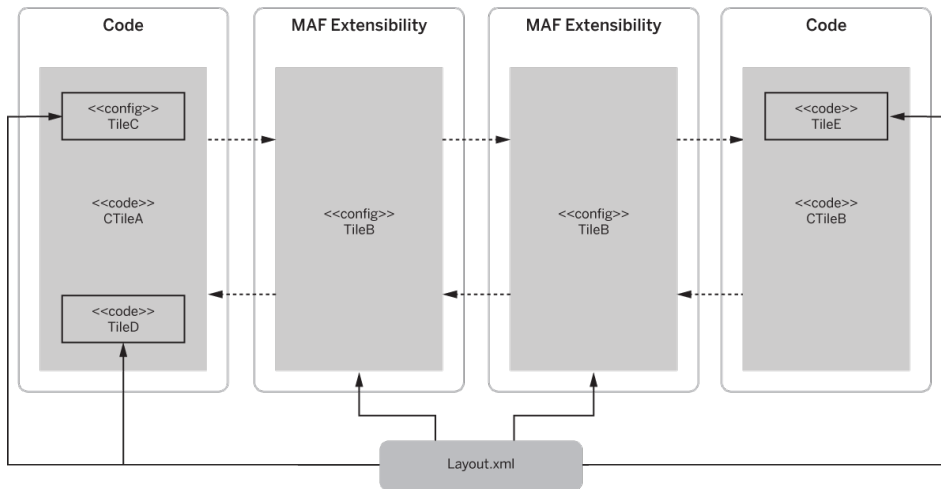 Code
MAF Extensibility
MAF Extensibility
Code
<<config>>
TileC
<<code>>
TileE
<<code>>
CTileA
<<config>>
TileB
<<config>>
TileB
<<code>>
CTileB
<<code>>
TileD
Layout.xml